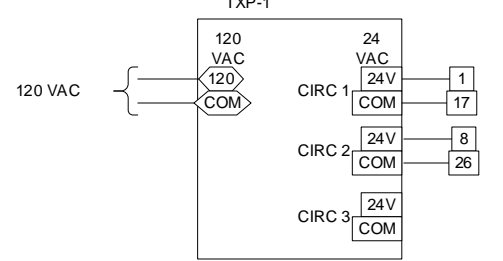 TXP-1
120
VAC
24
VAC
120 VAC
120
COM
CIRC 1
24V
COM
1
17
CIRC 2
24V
COM
8
26
CIRC 3
24V
COM